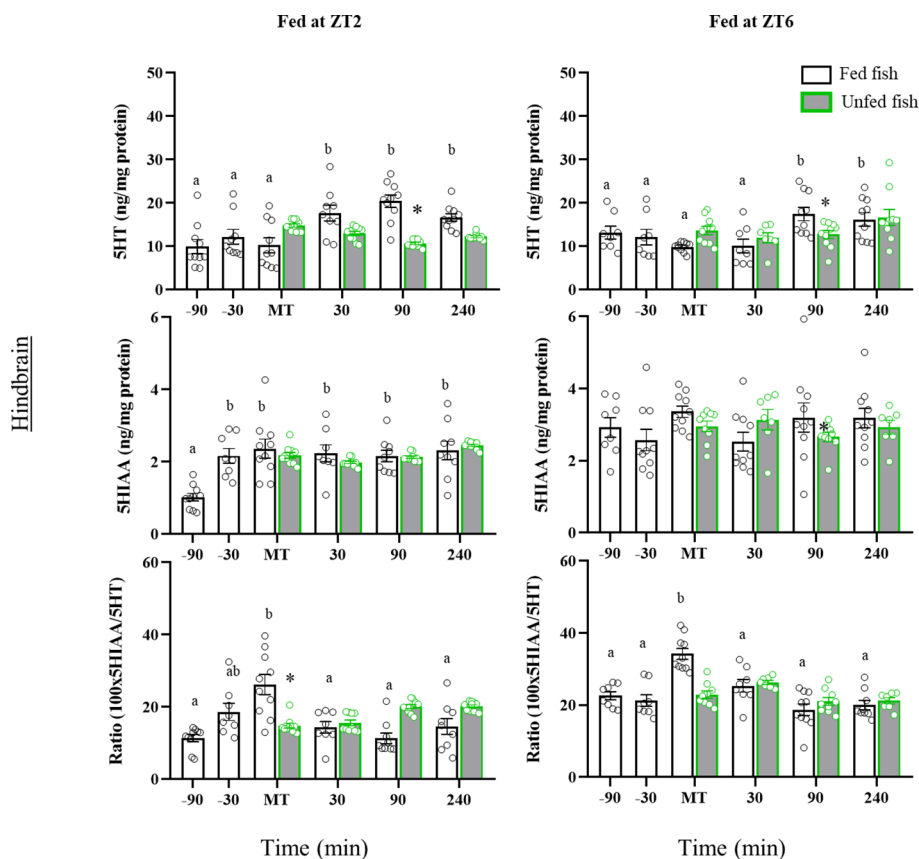 Fed at ZT2
Fed at ZT6
Fed fish
Unfed fish
Hindbrain
5HT (ng/mg protein)
50
40
30
20
10
0
a
a
a
b
b
b
*
-90
-30
MT
30
90
240
5HT (ng/mg protein)
50
40
30
20
10
0
a
a
a
a
b
b
*
-90
-30
MT
30
90
240
5HIAA (ng/mg protein)
6
4
2
0
a
b
b
b
b
b
-90
-30
MT
30
90
240
5HIAA (ng/mg protein)
6
4
2
0
*
-90
-30
MT
30
90
240
Ratio (100x5HIAA/5HT)
60
40
20
0
a
ab
b
*
a
a
a
-90
-30
MT
30
90
240
Time (min)
Ratio (100x5HIAA/5HT)
60
40
20
0
a
a
b
a
a
a
-90
-30
MT
30
90
240
Time (min)